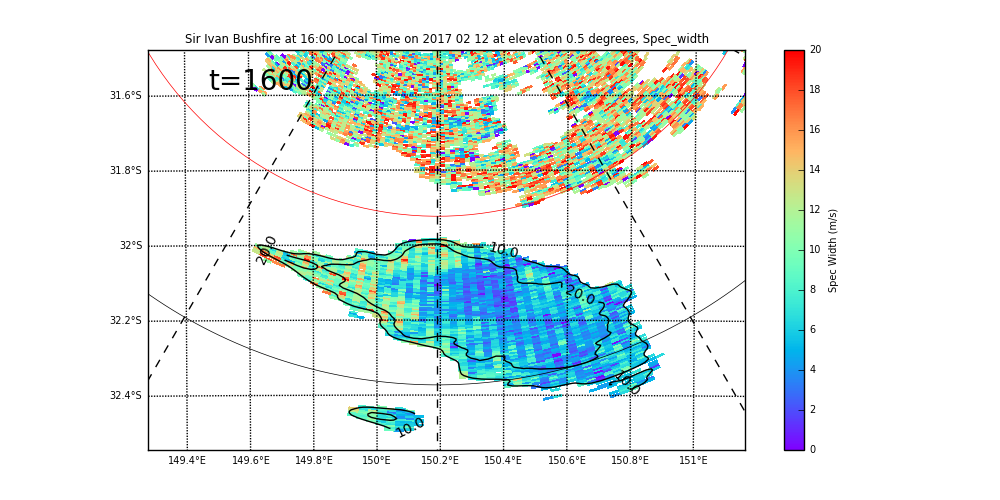 Sir Ivan Bushfire at 16:00 Local Time on 2017 02 12 at elevation 0.5 degrees, Spec_width
t=1600
31.6°S
31.8°S
32°S
32.2°S
32.4°S
20.0
10.0
20.0
10.0
149.4°E 149.6°E 149.8°E 150°E 150.2°E 150.4°E 150.6°E 150.8°E 151°E
20
18
16
14
12
10
8
6
4
2
0
Spec Width (m/s)